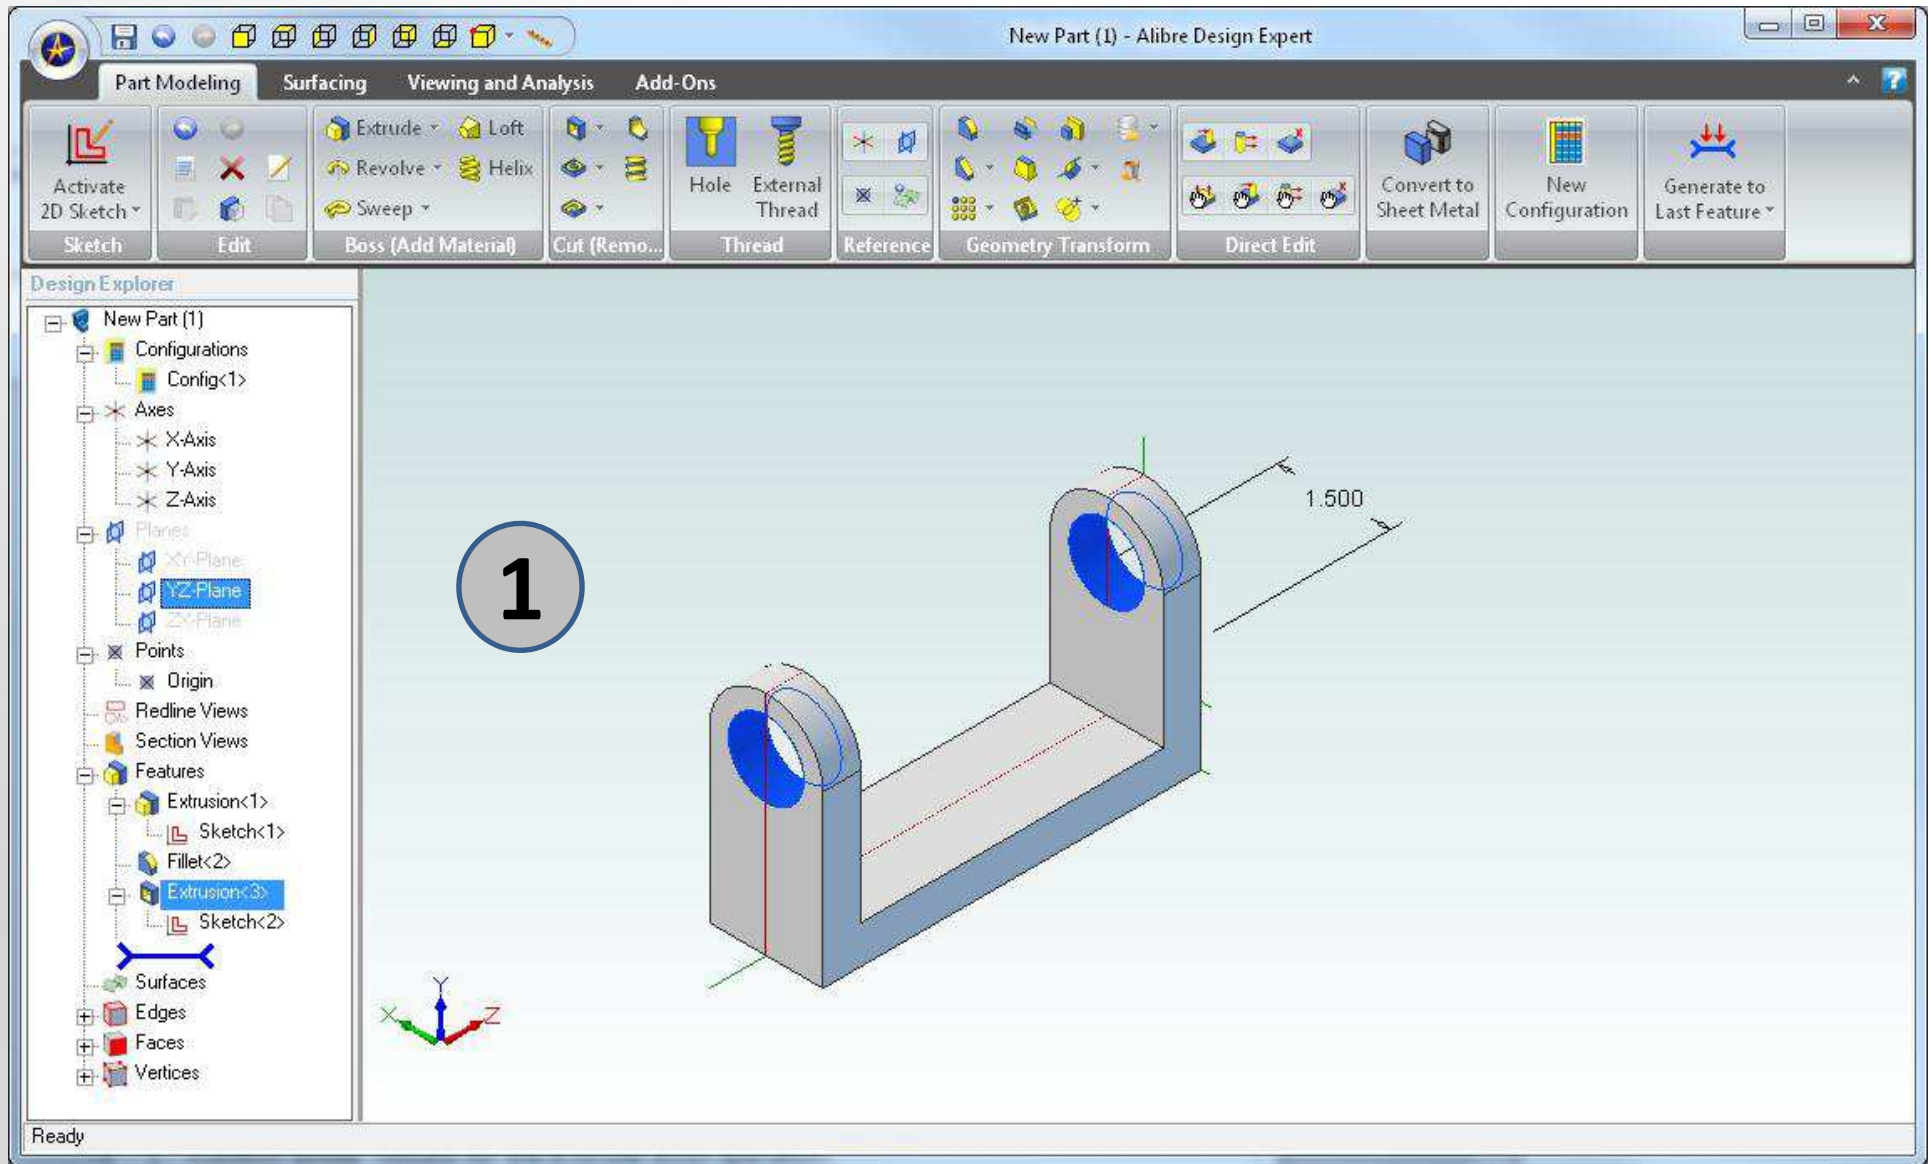 New Part (1) - Alibre Design Expert
Part Modeling Surfacing Viewing and Analysis Add-Ons
Activate
2D Sketch
Sketch
Edit
Extrude Loft
Revolve Helix
Sweep
Boss (Add Material)
Cut (Remo...
Hole
External
Thread
Thread
Reference
Geometry Transform
Direct Edit
Convert to
Sheet Metal
New
Configuration
Generate to
Last Feature
Design Explorer
New Part (1)
Configurations
Config<1>
Axes
X-Axis
Y-Axis
Z-Axis
Planes
XY-Plane
YZ-Plane
ZX-Plane
Points
Origin
Redline Views
Section Views
Features
Extrusion<1>
Sketch<1>
Fillet<2>
Extrusion<3>
Sketch<2>
Surfaces
Edges
Faces
Vertices
1
1.500
Y
X
Z
Ready